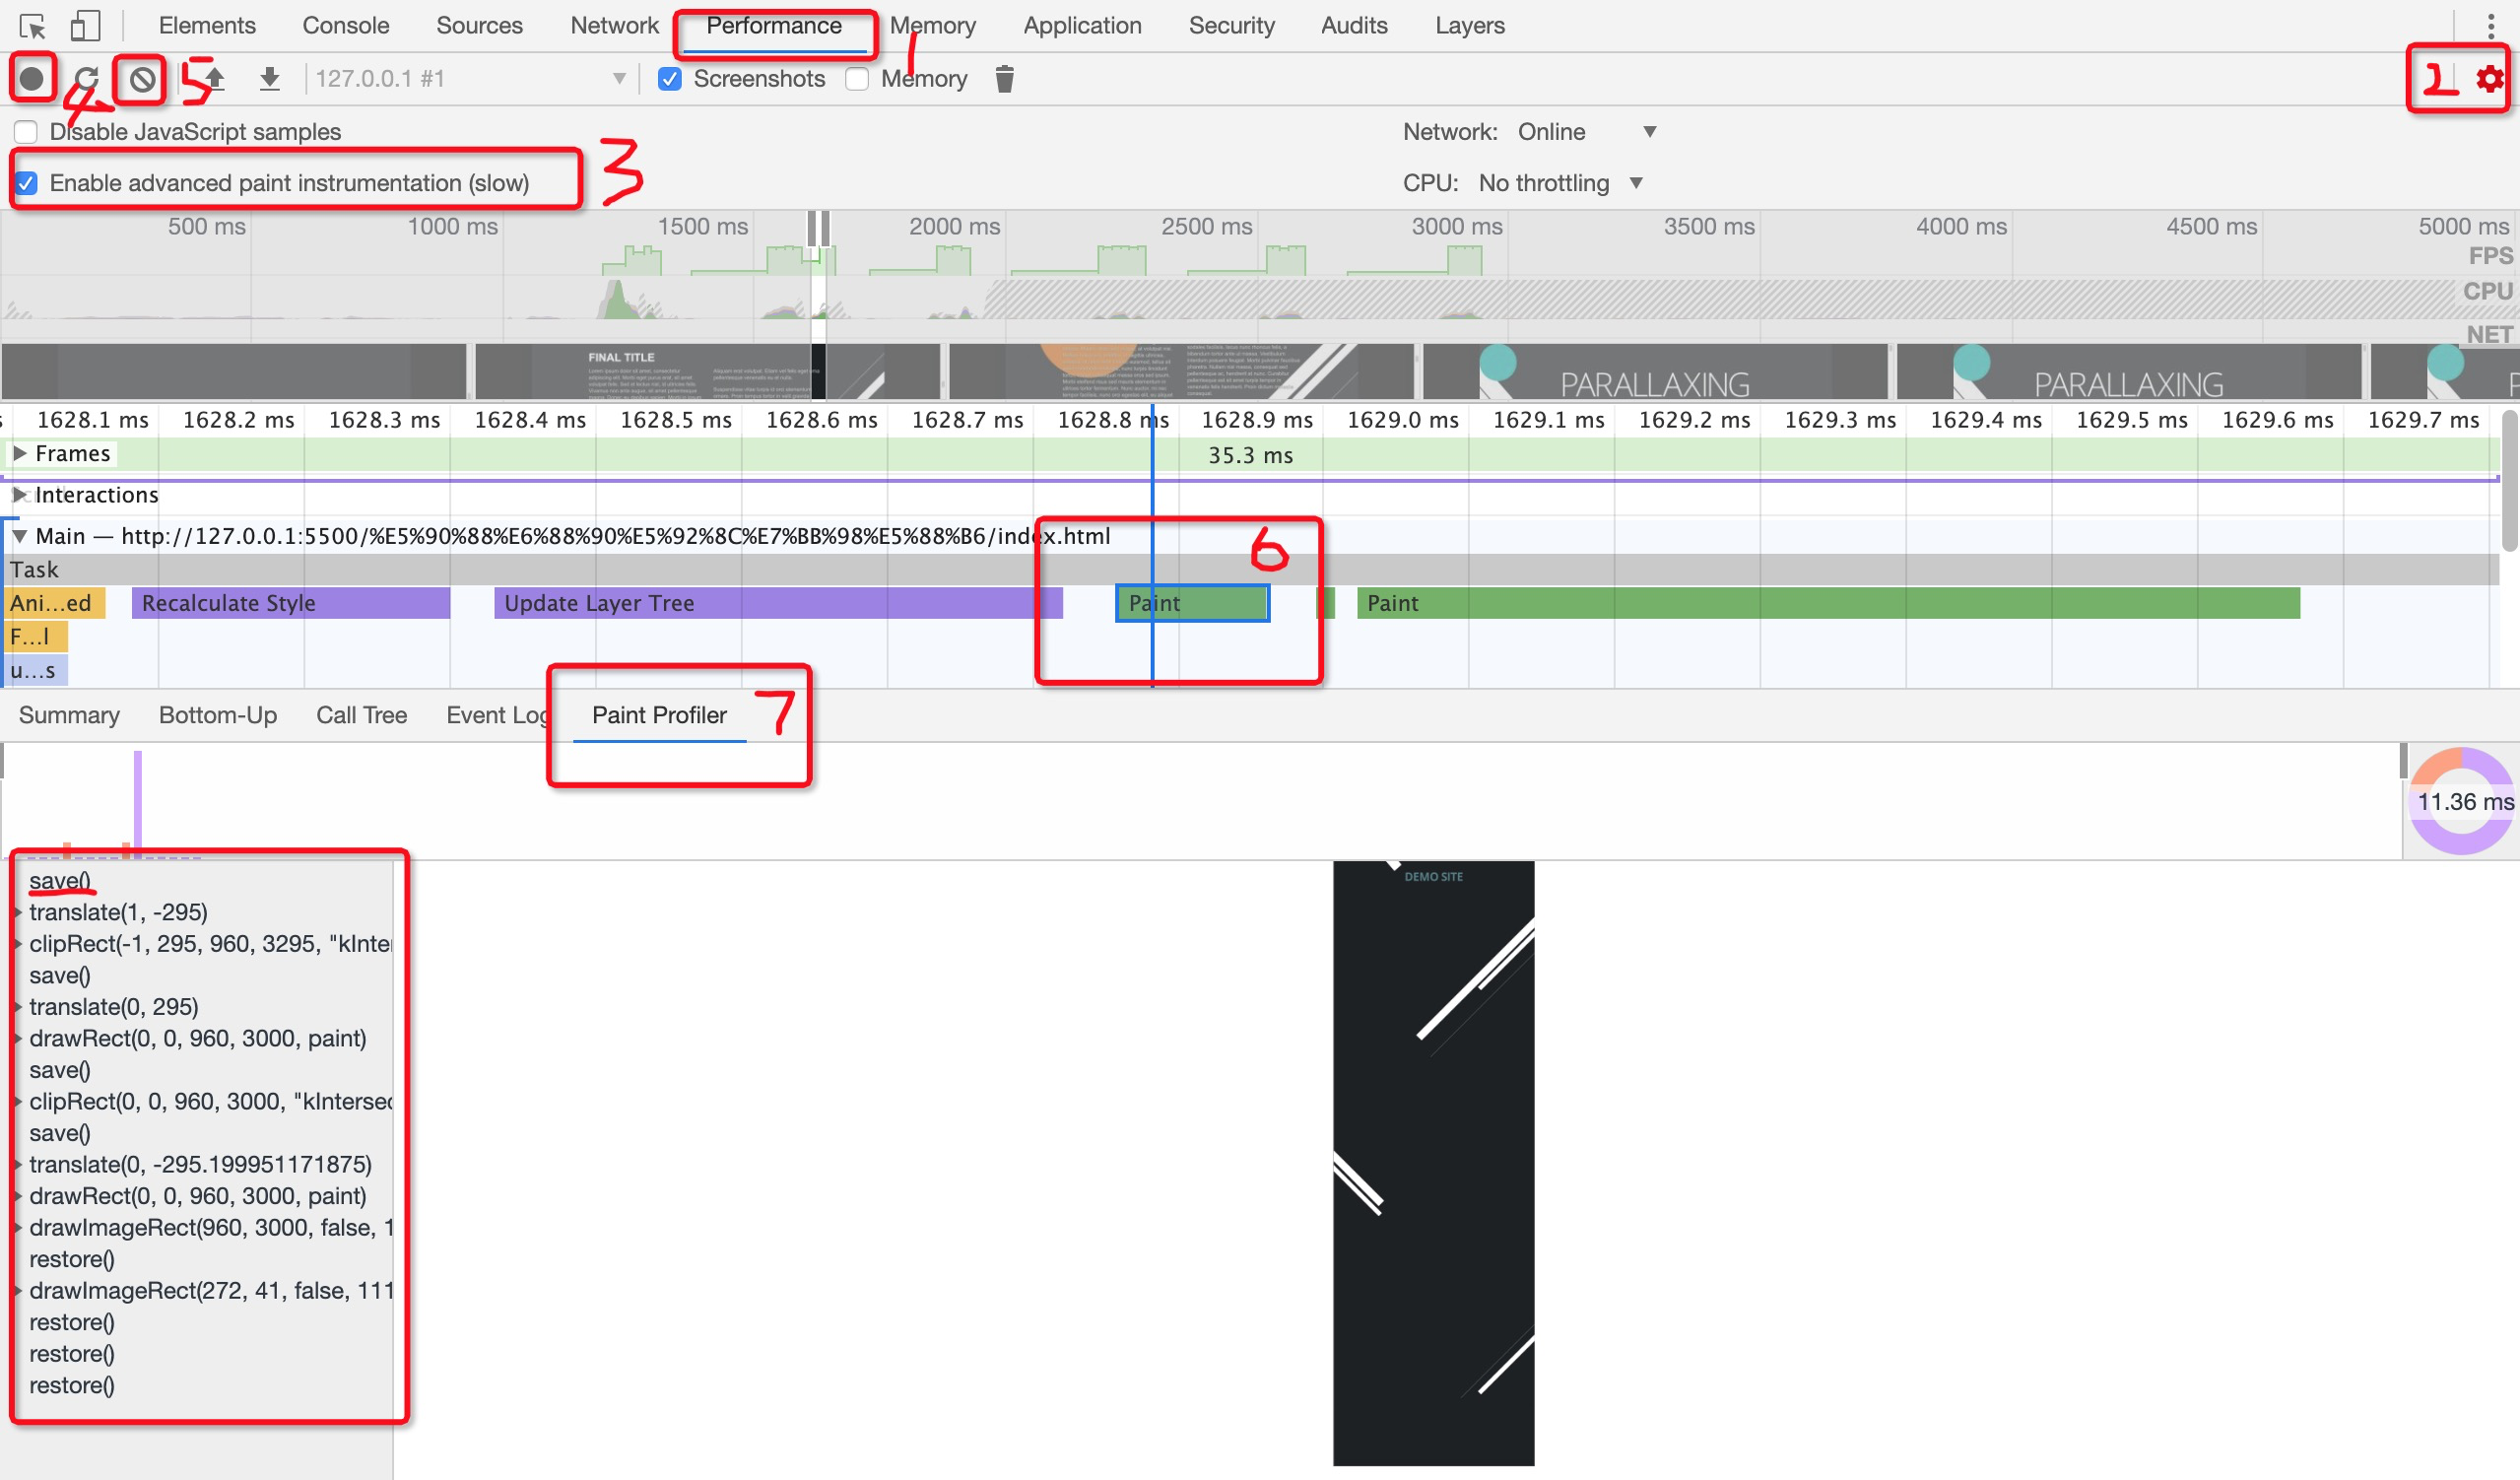 Elements Console Sources Network Performance Memory Application Security Audits Layers
1
4 5 127.0.0.1 #1 Screenshots Memory 2
Disable JavaScript samples Network: Online
Enable advanced paint instrumentation (slow) 3 CPU: No throttling
500 ms 1000 ms 1500 ms 2000 ms 2500 ms 3000 ms 3500 ms 4000 ms 4500 ms 5000 ms
FPS
CPU
NET
FINAL TITLE
PARALLAXING PARALLAXING P
1628.1 ms 1628.2 ms 1628.3 ms 1628.4 ms 1628.5 ms 1628.6 ms 1628.7 ms 1628.8 ms 1628.9 ms 1629.0 ms 1629.1 ms 1629.2 ms 1629.3 ms 1629.4 ms 1629.5 ms 1629.6 ms 1629.7 ms
Frames 35.3 ms
Interactions
Main — http://127.0.0.1:5500/%E5%90%88%E6%88%90%E5%92%8C%E7%BB%98%E5%88%B6/index.html 6
Task
Ani...ed Recalculate Style Update Layer Tree Paint Paint
F...l
u...s
Summary Bottom-Up Call Tree Event Log Paint Profiler 7
11.36 ms
save()
translate(1, -295)
clipRect(-1, 295, 960, 3295, "kInte
save()
translate(0, 295)
drawRect(0, 0, 960, 3000, paint)
save()
clipRect(0, 0, 960, 3000, "kIntersec
save()
translate(0, -295.199951171875)
drawRect(0, 0, 960, 3000, paint)
drawImageRect(960, 3000, false, 1
restore()
drawImageRect(272, 41, false, 111
restore()
restore()
restore()
DEMO SITE